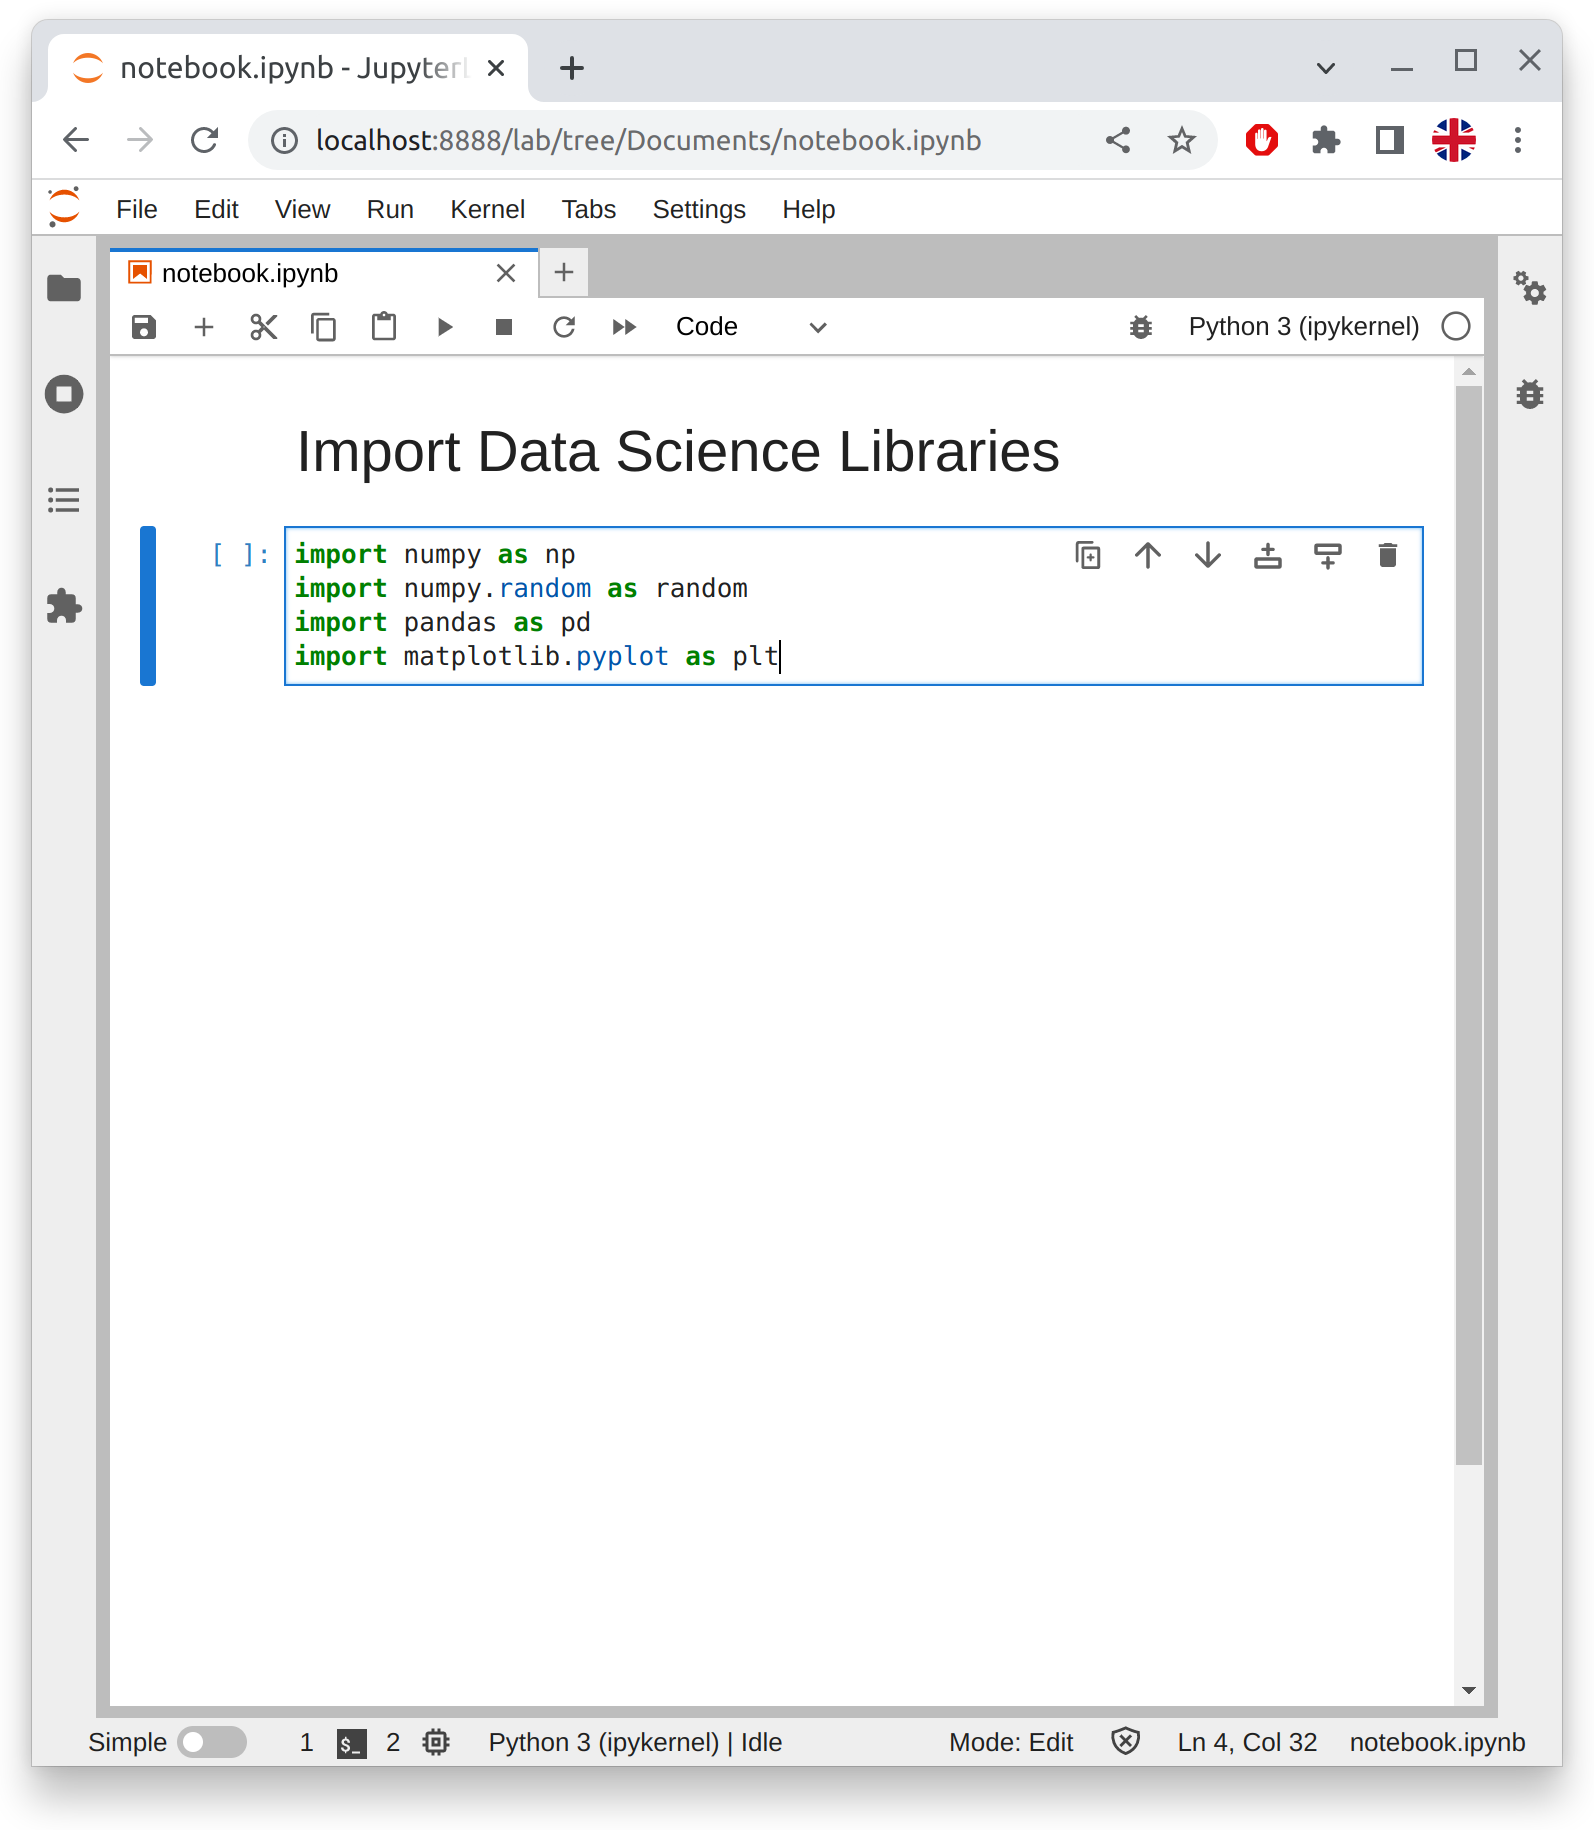 notebook.ipynb - Jupyterl
localhost:8888/lab/tree/Documents/notebook.ipynb
File Edit View Run Kernel Tabs Settings Help
notebook.ipynb
Code Python 3 (ipykernel)
Import Data Science Libraries
[ ]: import numpy as np
import numpy.random as random
import pandas as pd
import matplotlib.pyplot as plt
Simple 1 $_ 2 Python 3 (ipykernel) | Idle Mode: Edit Ln 4, Col 32 notebook.ipynb